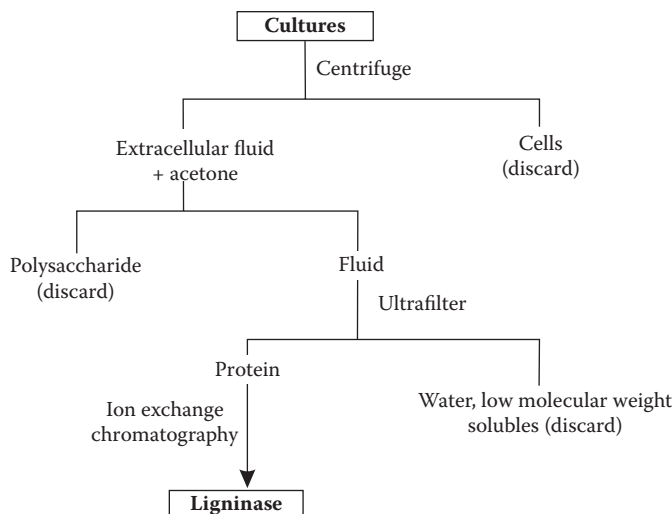 Cultures
Centrifuge
Extracellular fluid
+ acetone
Cells
(discard)
Polysaccharide
(discard)
Fluid
Ultrafilter
Protein
Ion exchange
chromatography
Water, low molecular weight
solubles (discard)
Ligninase